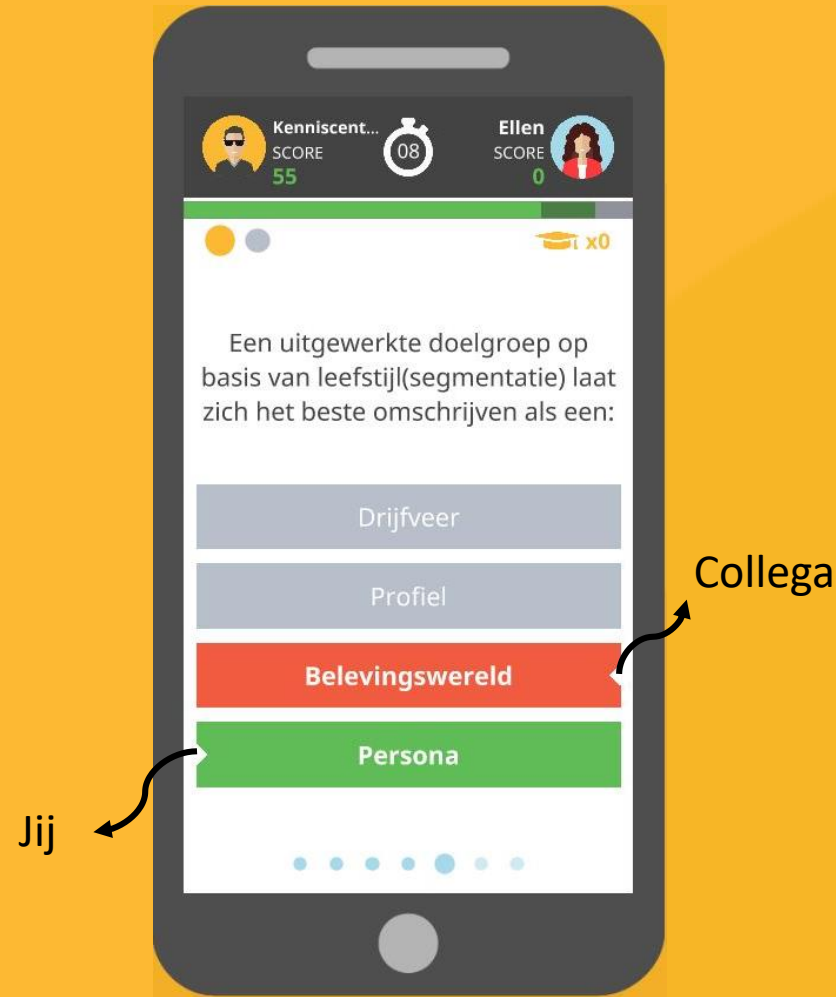 Kenniscent...
SCORE
55
08
Ellen
SCORE
0
x0
Een uitgewerkte doelgroep op
basis van leefstijl(segmentatie) laat
zich het beste omschrijven als een:
Drijfveer
Profiel
Collega
Belevingswereld
Persona
Jij